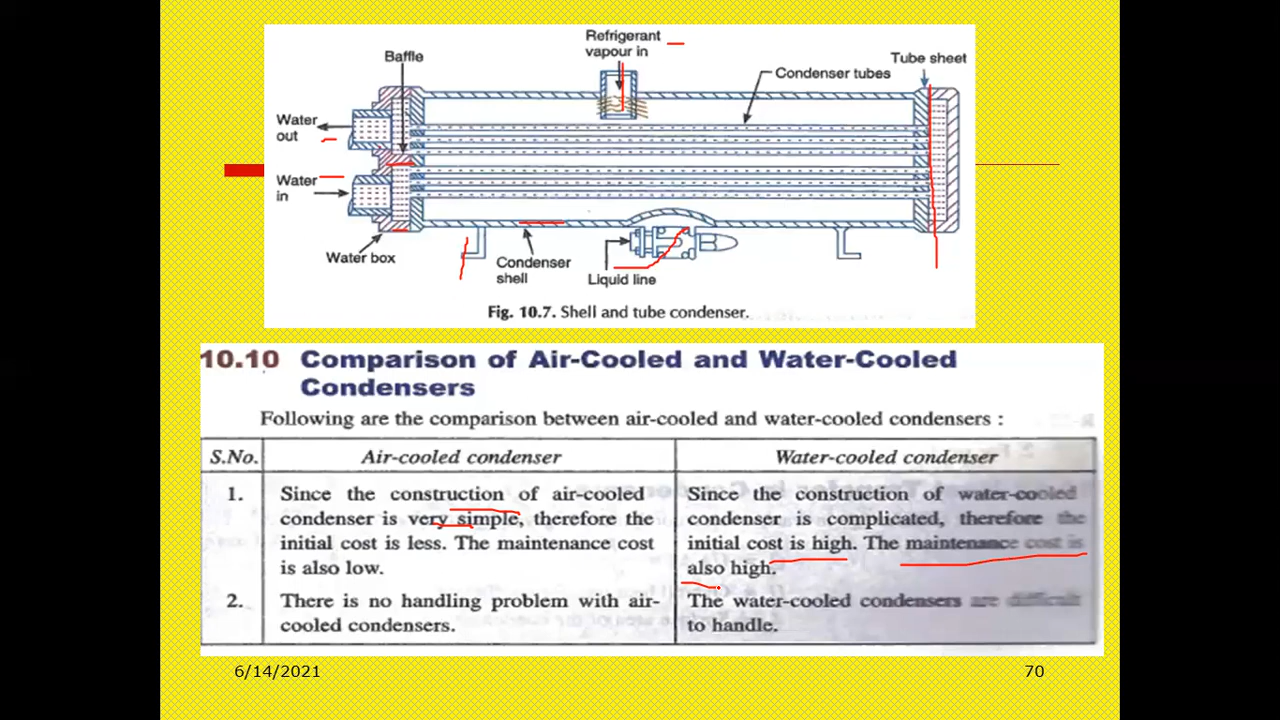 Refrigerant
vapour in
Baffle
Tube sheet
Condenser tubes
Water
out
Water
in
Water box
Condenser
shell
Liquid line
Fig. 10.7. Shell and tube condenser.
10.10 Comparison of Air-Cooled and Water-Cooled
Condensers
Following are the comparison between air-cooled and water-cooled condensers :
S.No. Air-cooled condenser Water-cooled condenser
1. Since the construction of air-cooled
condenser is very simple, therefore the
initial cost is less. The maintenance cost
is also low.
Since the construction of water-cooled
condenser is complicated, therefore the
initial cost is high. The maintenance cost is
also high.
2. There is no handling problem with air-
cooled condensers.
The water-cooled condensers are difficult
to handle.
6/14/2021
70